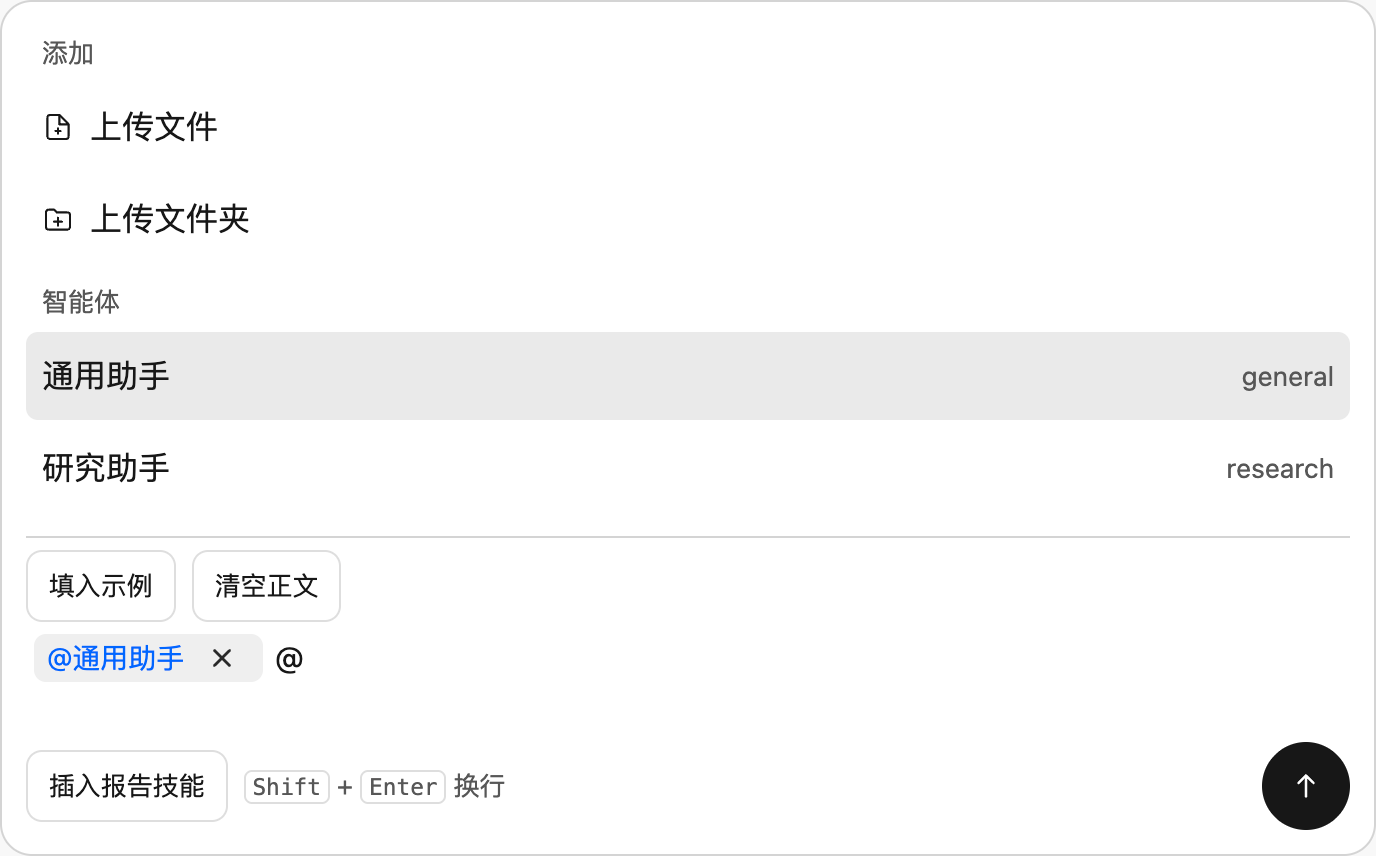 添加
上传文件
上传文件夹
智能体
通用助手 general
研究助手 research
填入示例 清空正文
@通用助手 @
插入报告技能 Shift + Enter 换行